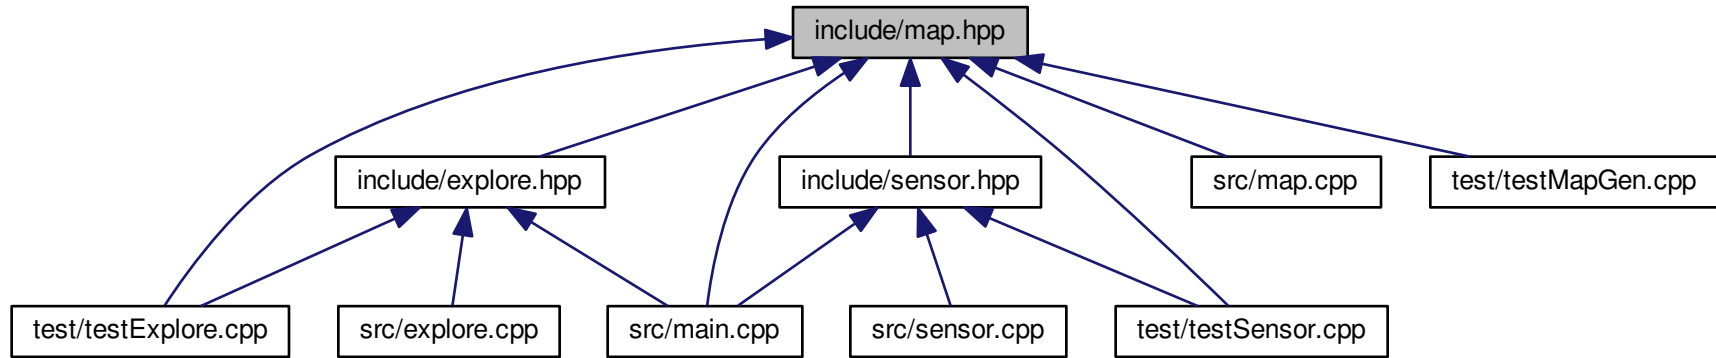 include/map.hpp
include/explore.hpp
include/sensor.hpp
src/map.cpp
test/testMapGen.cpp
test/testExplore.cpp
src/explore.cpp
src/main.cpp
src/sensor.cpp
test/testSensor.cpp